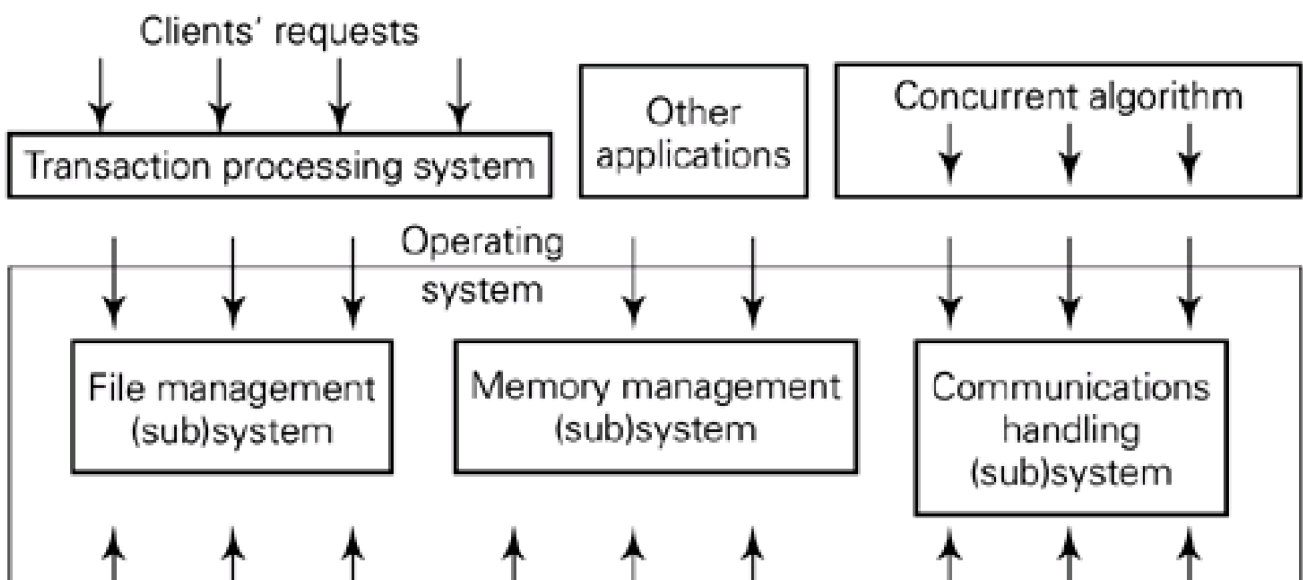 Clients' requests
Transaction processing system
Other
applications
Concurrent algorithm
Operating
system
File management
(sub)system
Memory management
(sub)system
Communications
handling
(sub)system